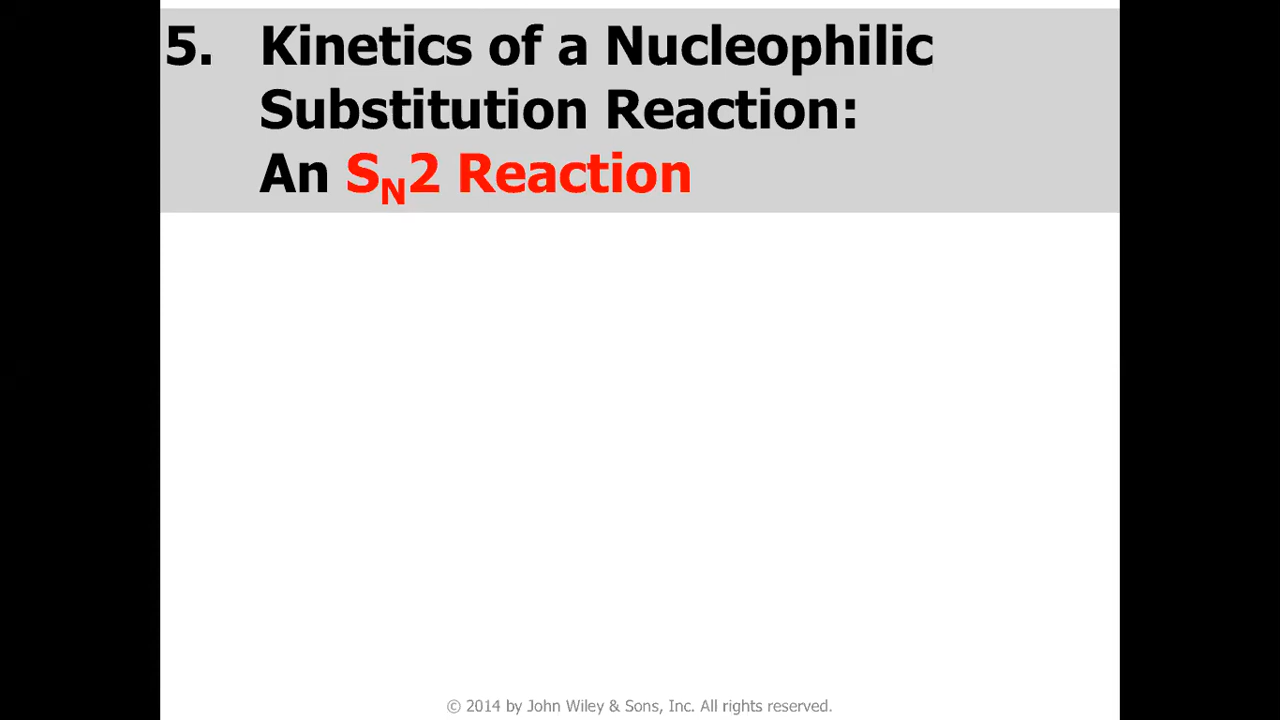 5. Kinetics of a Nucleophilic
Substitution Reaction:
An SN2 Reaction
© 2014 by John Wiley & Sons, Inc. All rights reserved.